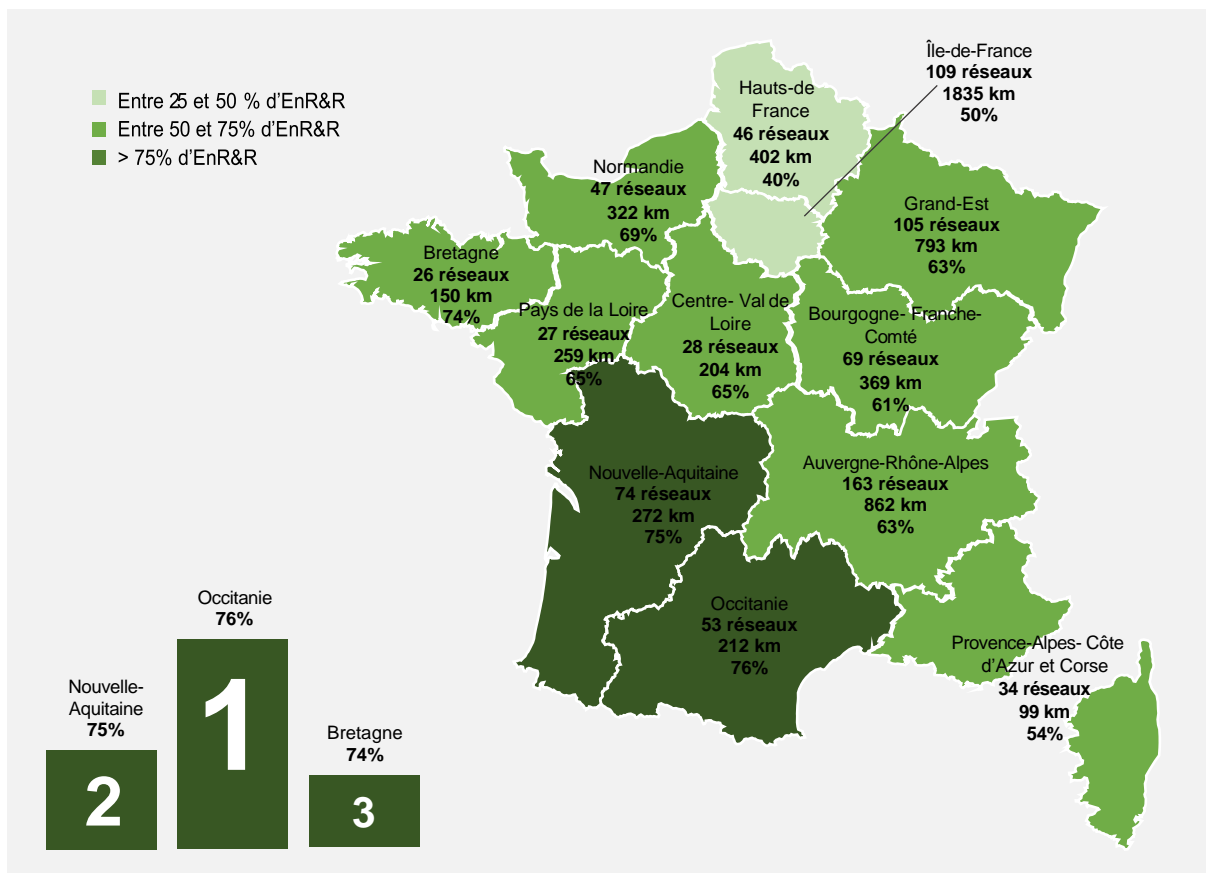 Entre 25 et 50 % d'EnR&R
Entre 50 et 75% d'EnR&R
> 75% d'EnR&R
Île-de-France
109 réseaux
1835 km
50%
Hauts-de
France
46 réseaux
402 km
40%
Normandie
47 réseaux
322 km
69%
Grand-Est
105 réseaux
793 km
63%
Bretagne
26 réseaux
150 km
74%
Pays de la Loire
27 réseaux
259 km
65%
Centre- Val de
Loire
28 réseaux
204 km
65%
Bourgogne- Franche-
Comté
69 réseaux
369 km
61%
Nouvelle-Aquitaine
74 réseaux
272 km
75%
Auvergne-Rhône-Alpes
163 réseaux
862 km
63%
Occitanie
53 réseaux
212 km
76%
Provence-Alpes- Côte
d'Azur et Corse
34 réseaux
99 km
54%
Occitanie
76%
1
Nouvelle-
Aquitaine
75%
2
Bretagne
74%
3